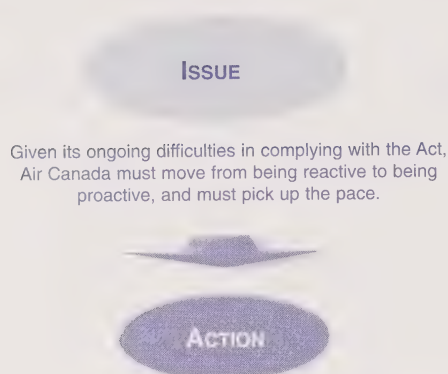 ISSUE
Given its ongoing difficulties in complying with the Act,
Air Canada must move from being reactive to being
proactive, and must pick up the pace.
ACTION